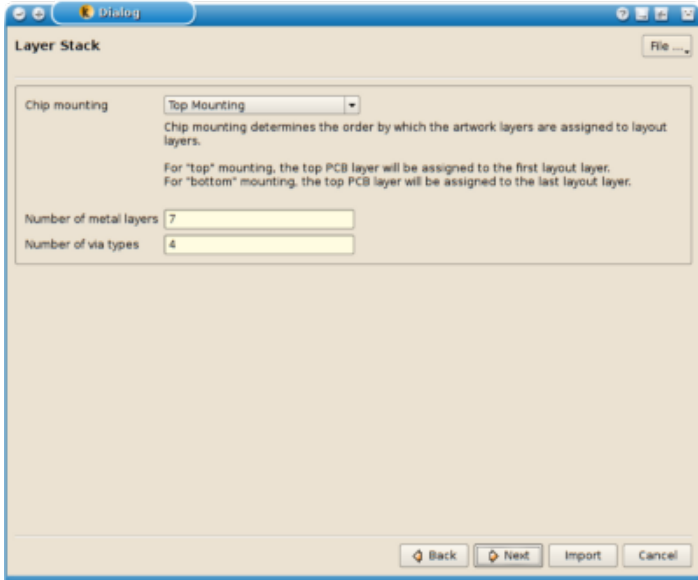 Dialog
Layer Stack
File ...
Chip mounting
Top Mounting
Chip mounting determines the order by which the artwork layers are assigned to layout
layers.
For "top" mounting, the top PCB layer will be assigned to the first layout layer.
For "bottom" mounting, the top PCB layer will be assigned to the last layout layer.
Number of metal layers 7
Number of via types 4
Back
Next
Import
Cancel